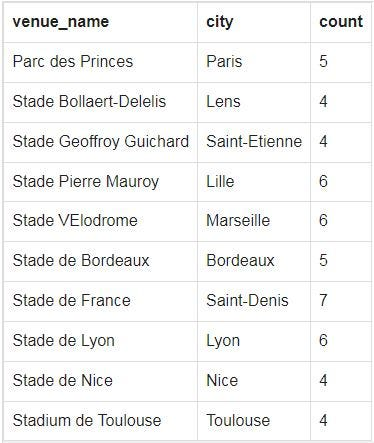 venue_name city count
Parc des Princes Paris 5
Stade Bollaert-Delelis Lens 4
Stade Geoffroy Guichard Saint-Etienne 4
Stade Pierre Mauroy Lille 6
Stade VElodrome Marseille 6
Stade de Bordeaux Bordeaux 5
Stade de France Saint-Denis 7
Stade de Lyon Lyon 6
Stade de Nice Nice 4
Stadium de Toulouse Toulouse 4